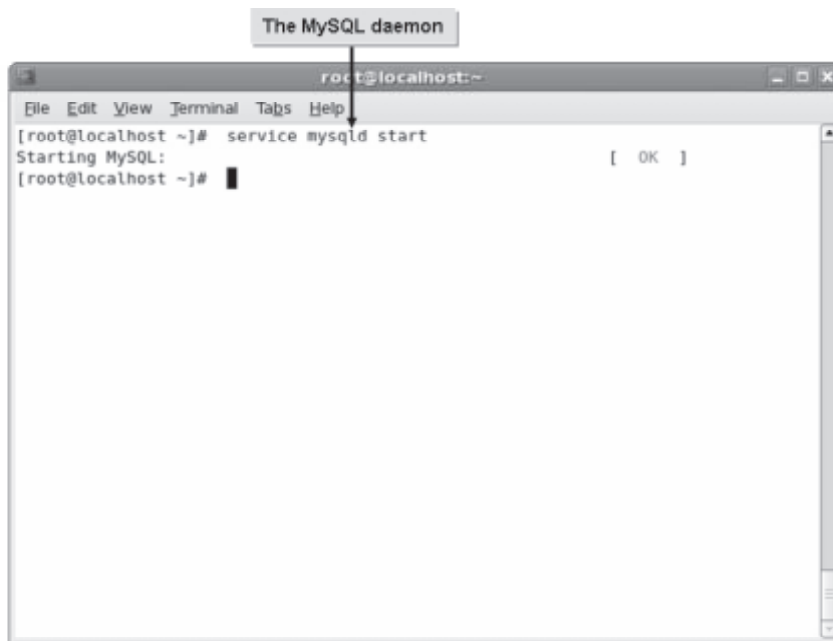 The MySQL daemon
root@localhost:~
File Edit View Terminal Tabs Help
[root@localhost ~]# service mysqld start
Starting MySQL: [ OK ]
[root@localhost ~]#